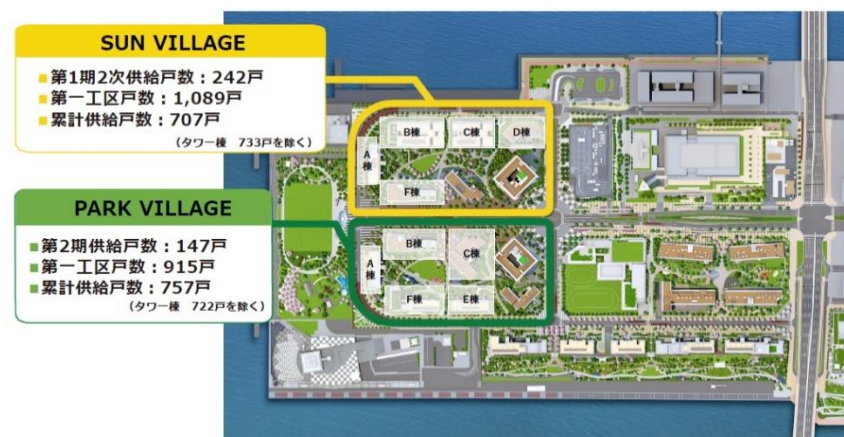 SUN VILLAGE
■第1期2次供給戸数：242戸
■第一工区戸数：1,089戸
■累計供給戸数：707戸
（タワー棟　733戸を除く）
B棟
C棟
D棟
A棟
F棟
PARK VILLAGE
■第2期供給戸数：147戸
■第一工区戸数：915戸
■累計供給戸数：757戸
（タワー棟　722戸を除く）
B棟
C棟
A棟
F棟
E棟